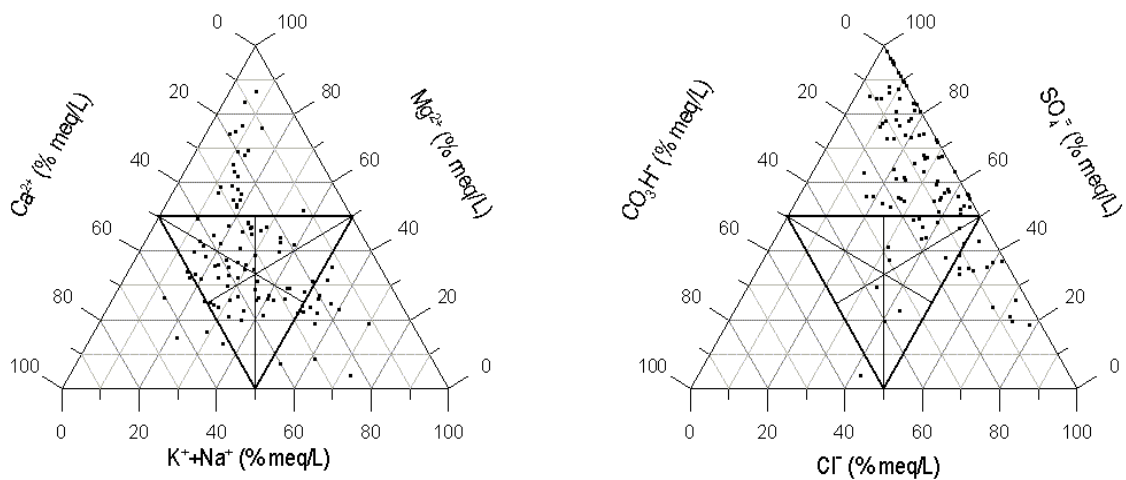 0 100
20 80
40 60
60 40
80 20
100 0
0 20 40 60 80 100
Ca²⁺ (% meq/L)
Mg²⁺ (% meq/L)
K⁺+Na⁺ (% meq/L)
0 100
20 80
40 60
60 40
80 20
100 0
0 20 40 60 80 100
CO₃H⁻ (% meq/L)
SO₄⁼ (% meq/L)
Cl⁻ (% meq/L)